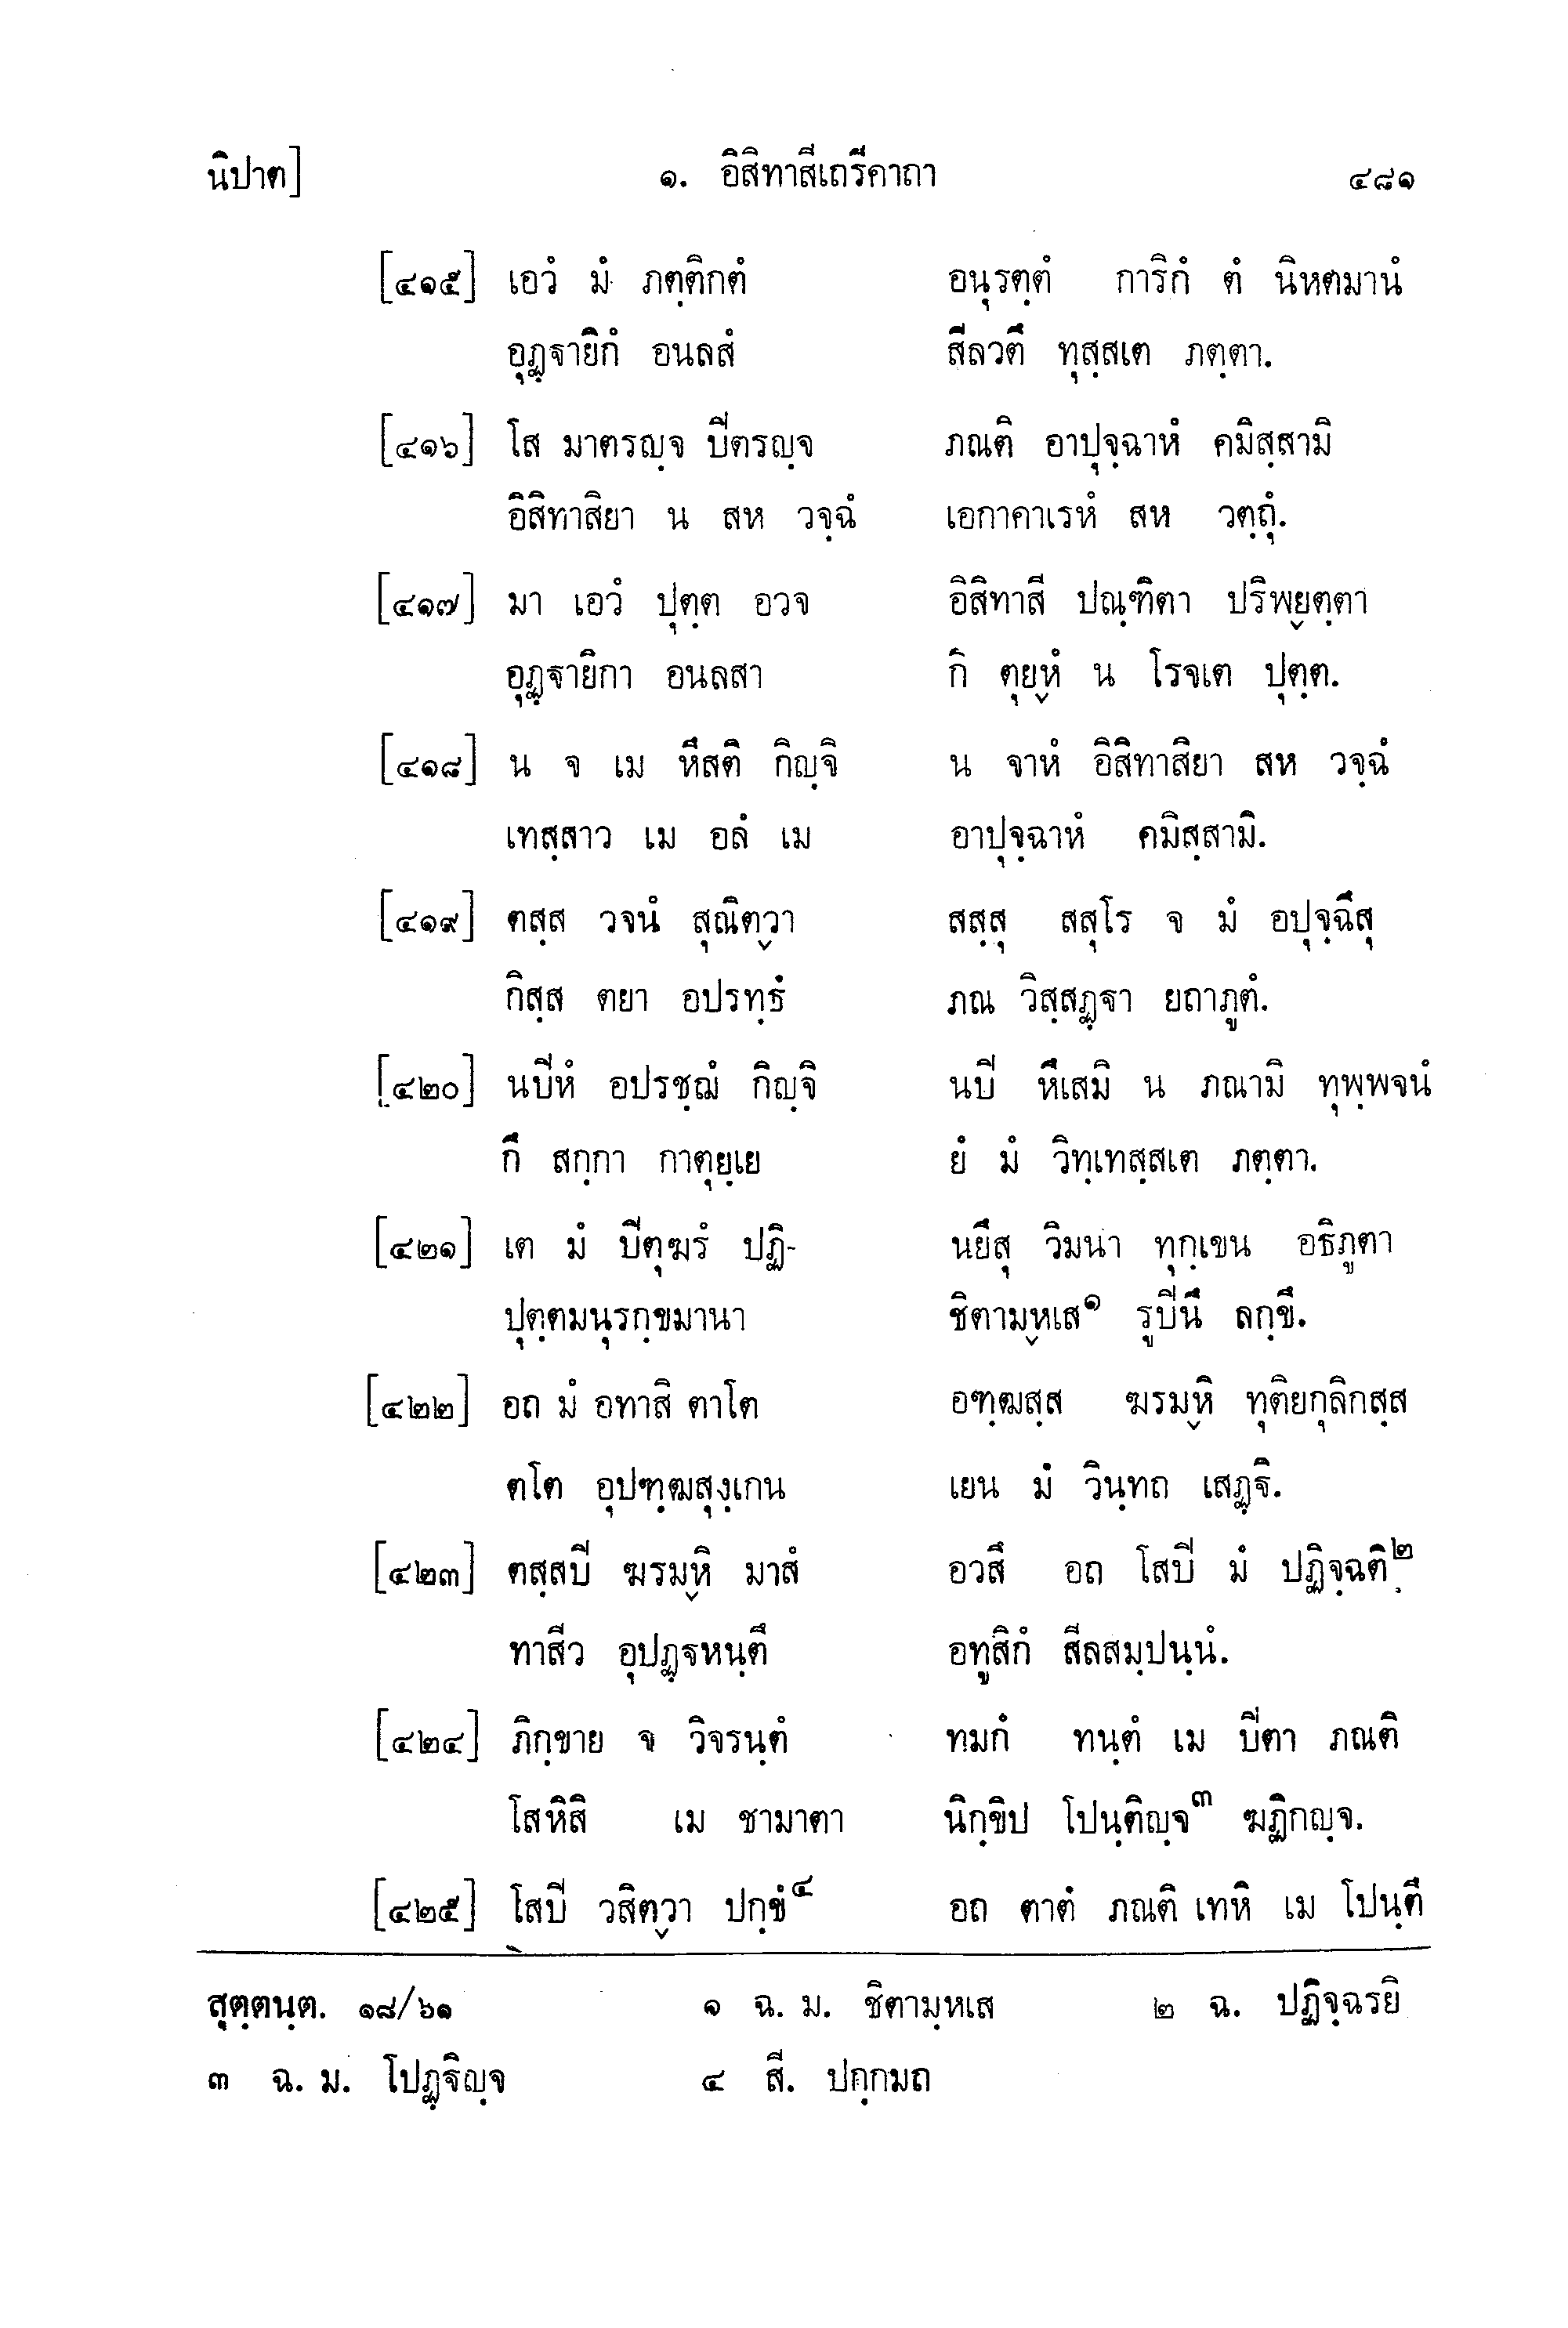 นิปาต] ๑. อิสิทาสีเถรีคาถา ๔๘๑
[๔๑๕] เอวํ มํ ภตฺติกตํ อนุรตฺตํ การิกํ ตํ นิหตมานํ
อุฏฺฐายิกํ อนลสํ สีลวตึ ทุสฺสเต ภตฺตา.
[๔๑๖] โส มาตรญฺจ ปิตรญฺจ ภณติ อาปุจฺฉาหํ คมิสฺสามิ
อิสิทาสิยา น สห วจฺฉํ เอกาคาเรหํ สห วตฺถุํ.
[๔๑๗] มา เอวํ ปุตฺต อวจ อิสิทาสี ปณฺฑิตา ปริพฺยตฺตา
อุฏฺฐายิกา อนลสา กึ ตุยฺหํ น โรจเต ปุตฺต.
[๔๑๘] น จ เม หึสติ กิญฺจิ น จาหํ อิสิทาสิยา สห วจฺฉํ
เทสฺสาว เม อลํ เม อาปุจฺฉาหํ คมิสฺสามิ.
[๔๑๙] ตสฺส วจนํ สุณิตฺวา สสฺสุ สสุโร จ มํ อปุจฺฉึสุ
กิสฺส ตยา อปรทฺธํ ภณ วิสฺสฏฺฐา ยถาภูตํ.
[๔๒๐] นปิหํ อปรชฺฌํ กิญฺจิ นปิ หึเสมิ น ภณามิ ทุพฺพจนํ
กึ สกฺกา กาตุยฺเย ยํ มํ วิทฺเทสฺสเต ภตฺตา.
[๔๒๑] เต มํ ปิตุฆรํ ปฏิ- นยึสุ วิมนา ทุกฺเขน อธิภูตา
ปุตฺตมนุรกฺขมานา ชิตามฺหเส๑ รูปินึ ลกฺขึ.
[๔๒๒] อถ มํ อทาสิ ตาโต อฑฺฒสฺส ฆรมฺหิ ทุติยกุลิกสฺส
ตโต อุปฑฺฒสุงฺเกน เยน มํ วินฺทถ เสฏฺฐิ.
[๔๒๓] ตสฺสปิ ฆรมฺหิ มาสํ อวสึ อถ โสปิ มํ ปฏิจฺฉติ๒
ทาสีว อุปฏฺฐหนฺตึ อทูสิกํ สีลสมฺปนฺนํ.
[๔๒๔] ภิกฺขาย จ วิจรนฺตํ ทมกํ ทนฺตํ เม ปิตา ภณติ
โสหิสิ เม ชามาตา นิกฺขิป โปนฺติญฺจ๓ ฆฏิกญฺจ.
[๔๒๕] โสปิ วสิตฺวา ปกฺขํ๔ อถ ตาตํ ภณติ เทหิ เม โปนฺตึ
สุตฺตนฺต. ๑๘/๖๑ ๑ ฉ. ม. ชิตามฺหเส ๒ ฉ. ปฏิจฺฉรยิ
๓ ฉ. ม. โปฏฺฐิญฺจ ๔ สี. ปกฺกมถ